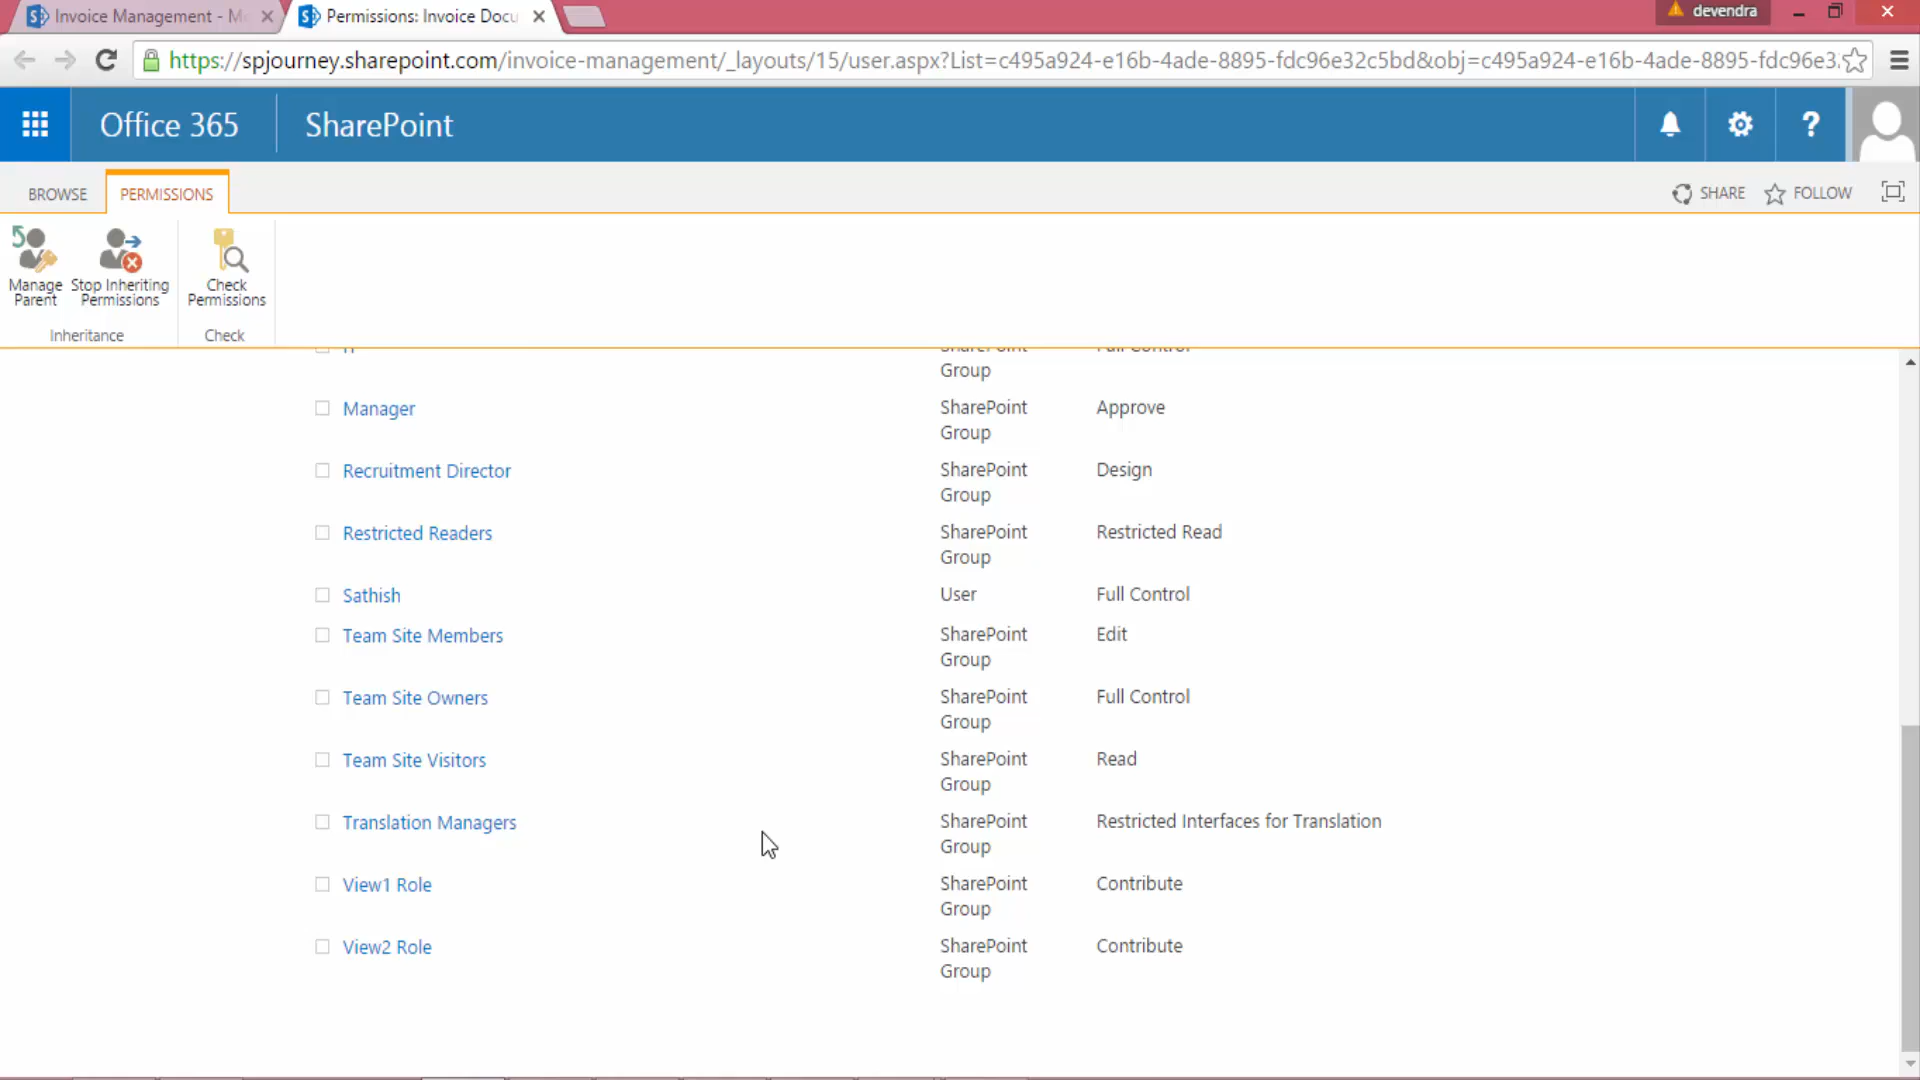 Invoice Management - M
Permissions: Invoice Docu
devendra
https://spjourney.sharepoint.com/invoice-management/_layouts/15/user.aspx?List=c495a924-e16b-4ade-8895-fdc96e32c5bd&obj=c495a924-e16b-4ade-8895-fdc96e3
Office 365
SharePoint
?
BROWSE
PERMISSIONS
SHARE
FOLLOW
Manage Parent
Stop Inheriting Permissions
Check Permissions
Inheritance
Check
SharePoint Group
Full Control
Manager
SharePoint Group
Approve
Recruitment Director
SharePoint Group
Design
Restricted Readers
SharePoint Group
Restricted Read
Sathish
User
Full Control
Team Site Members
SharePoint Group
Edit
Team Site Owners
SharePoint Group
Full Control
Team Site Visitors
SharePoint Group
Read
Translation Managers
SharePoint Group
Restricted Interfaces for Translation
View1 Role
SharePoint Group
Contribute
View2 Role
SharePoint Group
Contribute